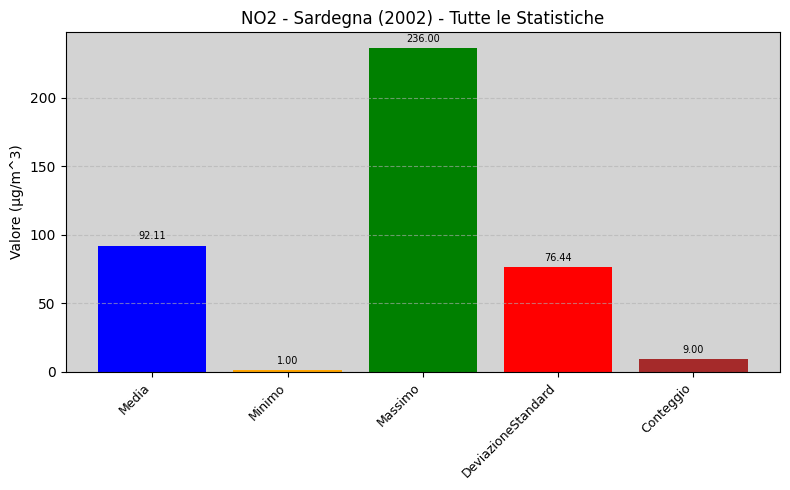 NO2 - Sardegna (2002) - Tutte le Statistiche
Valore (µg/m^3)
200
150
100
50
0
92.11
1.00
236.00
76.44
9.00
Media
Minimo
Massimo
DeviazioneStandard
Conteggio